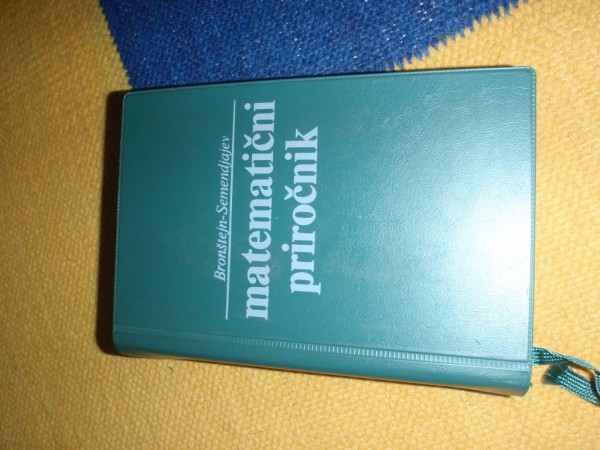 Bronštejn-Semendjajev
matematični
priročnik